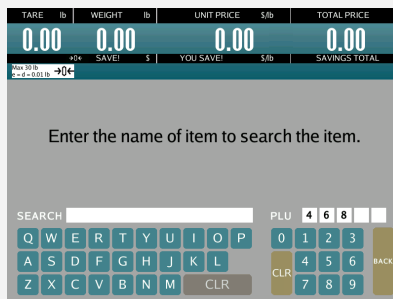 TARE lb WEIGHT lb UNIT PRICE $/lb TOTAL PRICE
0.00 0.00 0.00 0.00
→0← SAVE! $ YOU SAVE! $/lb SAVINGS TOTAL
Max 30 lb
e = d = 0.01 lb →0←
Enter the name of item to search the item.
SEARCH PLU 4 6 8
Q W E R T Y U I O P 0 1 2 3
A S D F G H J K L CLR 4 5 6 BACK
Z X C V B N M CLR 7 8 9